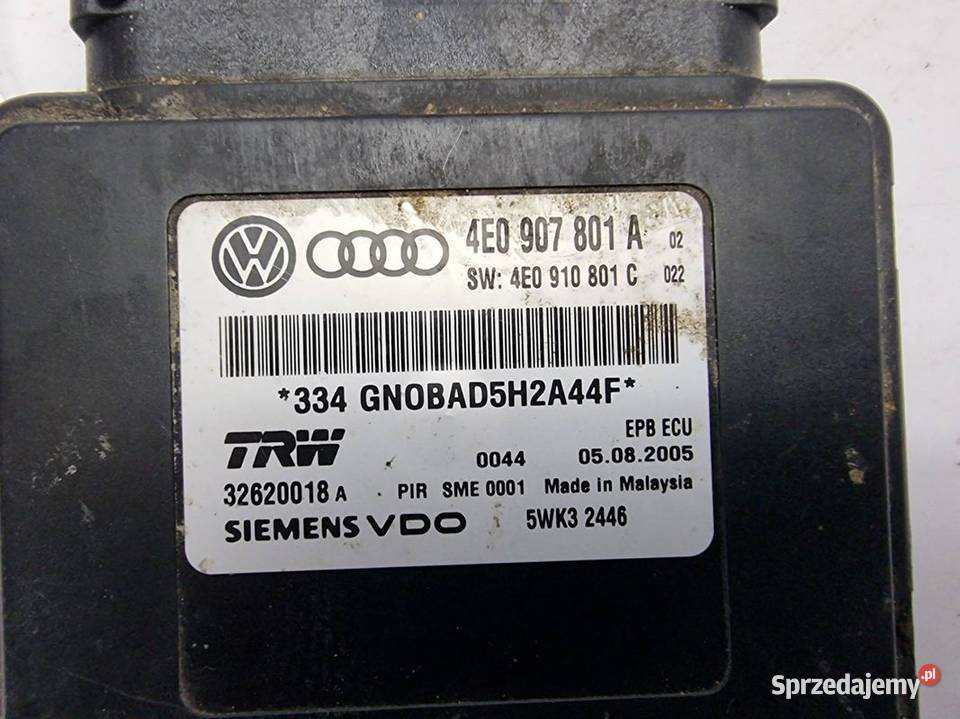 4E0 907 801 A 02
SW: 4E0 910 801 C 022
*334 GNOBAD5H2A44F*
TRW EPB ECU
0044 05.08.2005
32620018 A PIR SME 0001 Made in Malaysia
SIEMENS VDO 5WK3 2446
Sprzedajemy.pl